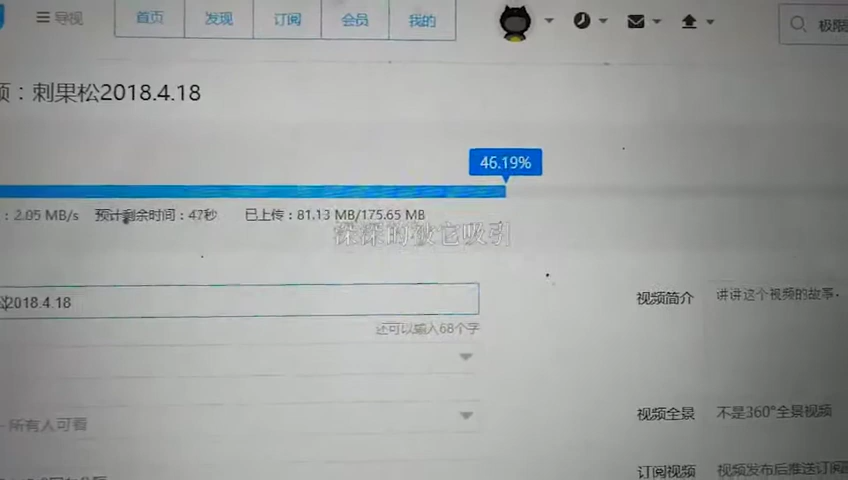 导视 首页 发现 订阅 会员 我的
极限
频：刺果松2018.4.18
46.19%
：2.05 MB/s 预计剩余时间：47秒 已上传：81.13 MB/175.65 MB
深深的被它吸引
松2018.4.18
视频简介 讲讲这个视频的故事，
还可以输入68个字
- 所有人可看
视频全景 不是360°全景视频
订阅视频 视频发布后推送订阅